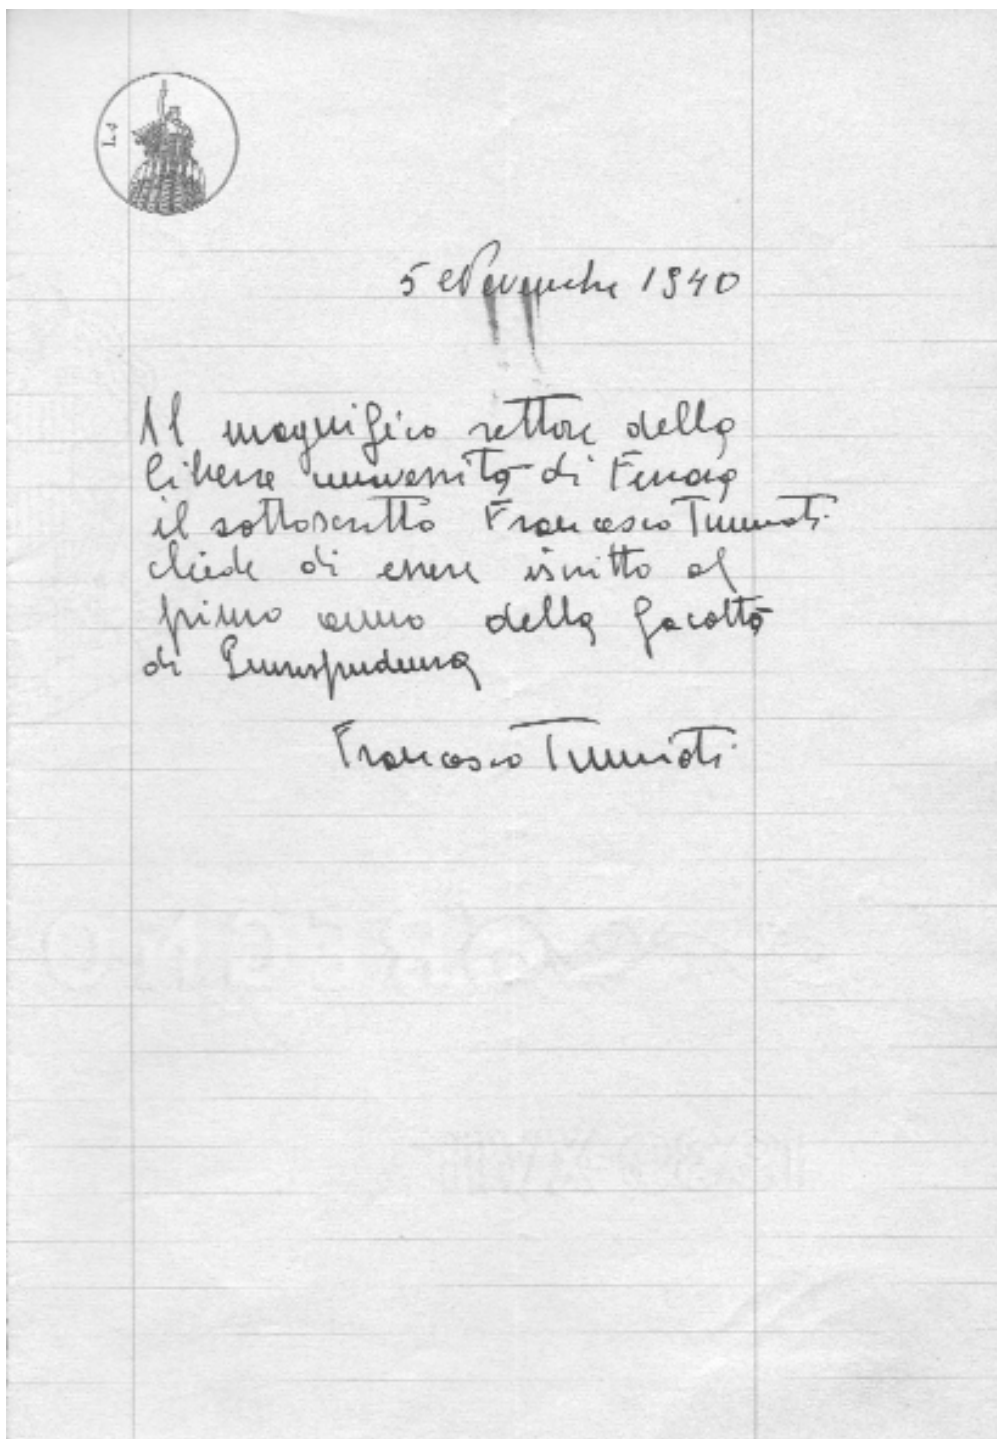 L.4
5 Novembre 1940
Al magnifico rettore della
libera università di Ferrara
il sottoscritto Francesco Tumiati
chiede di essere iscritto al
primo anno della facoltà
di Giurisprudenza
Francesco Tumiati